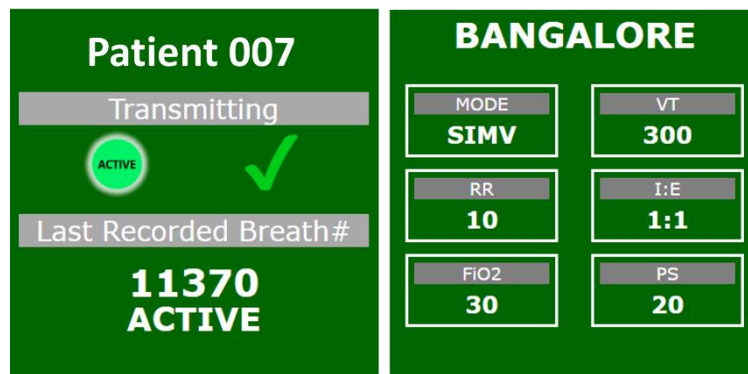 Patient 007
Transmitting
ACTIVE
Last Recorded Breath#
11370
ACTIVE
BANGALORE
MODE
SIMV
VT
300
RR
10
I:E
1:1
FiO2
30
PS
20